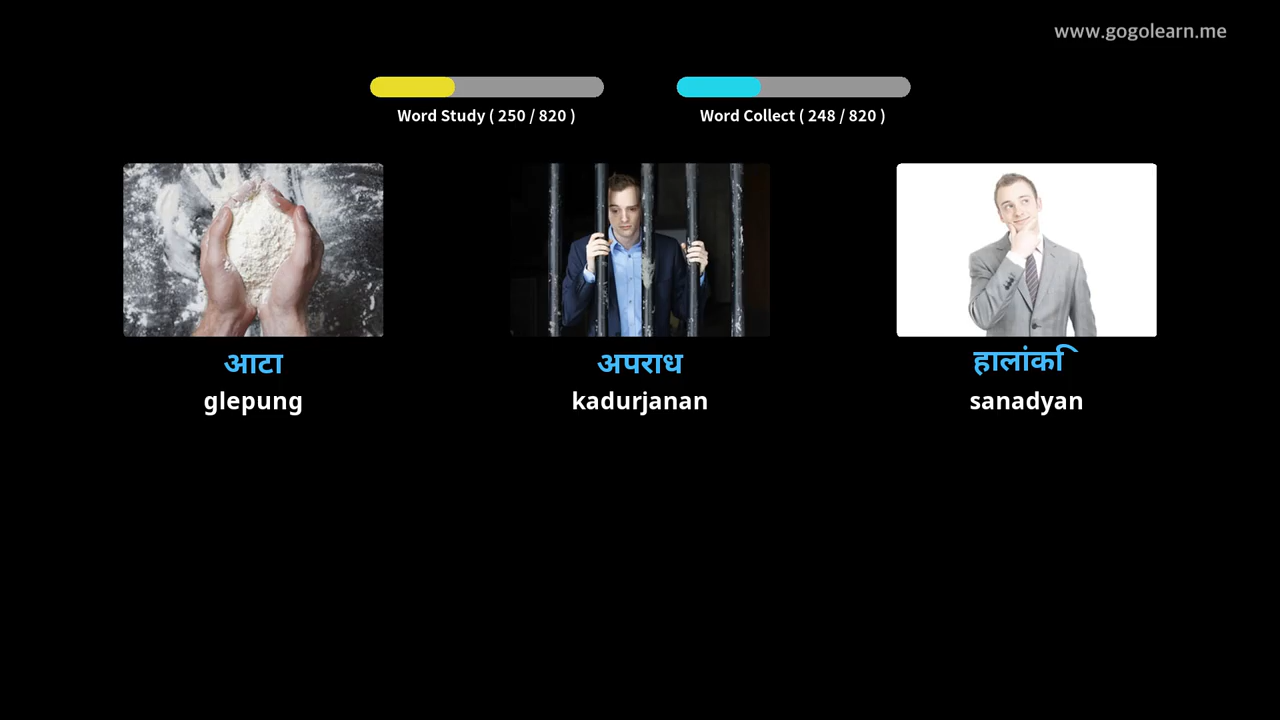 www.gogolearn.me
Word Study ( 250 / 820 )
Word Collect ( 248 / 820 )
आटा
अपराध
हालांकि
glepung
kadurjanan
sanadyan